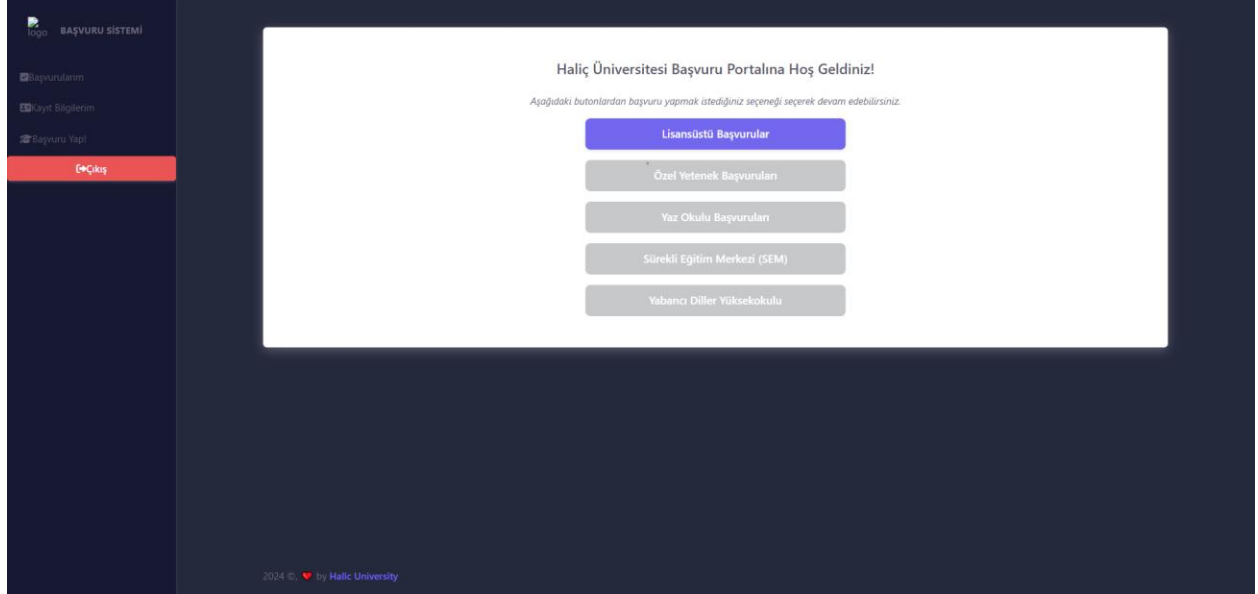 logo
BAŞVURU SİSTEMİ
Başvurularım
Kayıt Bilgilerim
Başvuru Yap!
Çıkış
Haliç Üniversitesi Başvuru Portalına Hoş Geldiniz!
Aşağıdaki butonlardan başvuru yapmak istediğiniz seçeneği seçerek devam edebilirsiniz.
Lisansüstü Başvurular
Özel Yetenek Başvuruları
Yaz Okulu Başvuruları
Sürekli Eğitim Merkezi (SEM)
Yabancı Diller Yüksekokulu
2024 ©, ❤ by Halic University